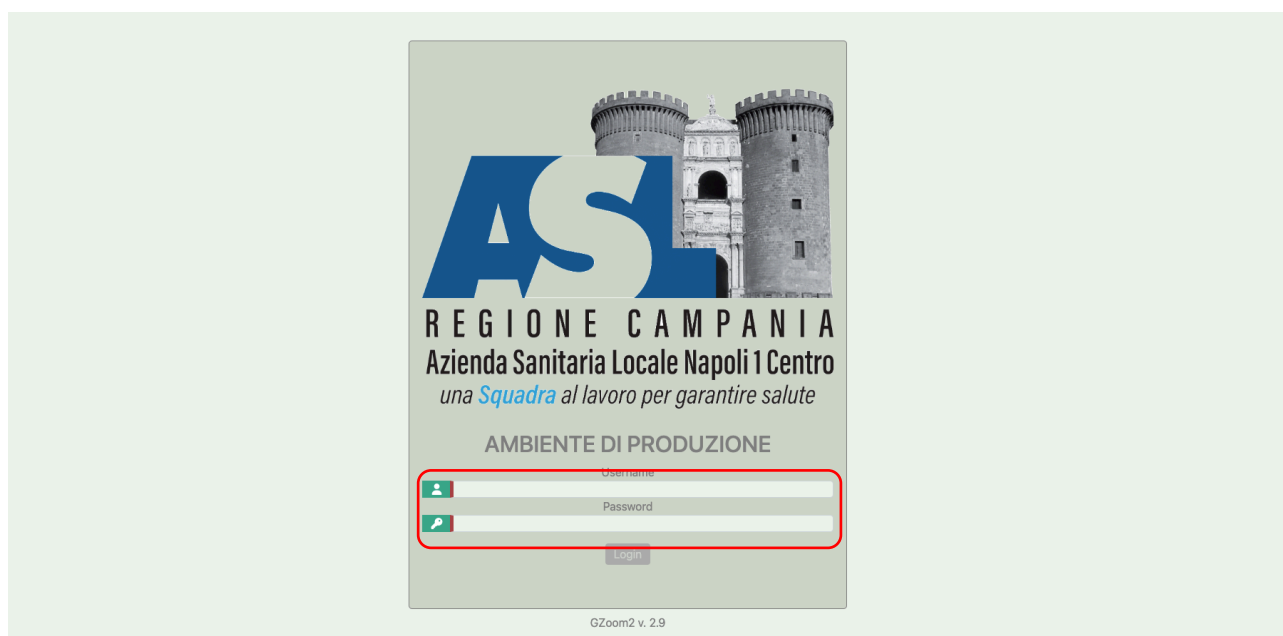 ASL
REGIONE CAMPANIA
Azienda Sanitaria Locale Napoli 1 Centro
una Squadra al lavoro per garantire salute
AMBIENTE DI PRODUZIONE
Username
Password
Login
GZoom2 v. 2.9